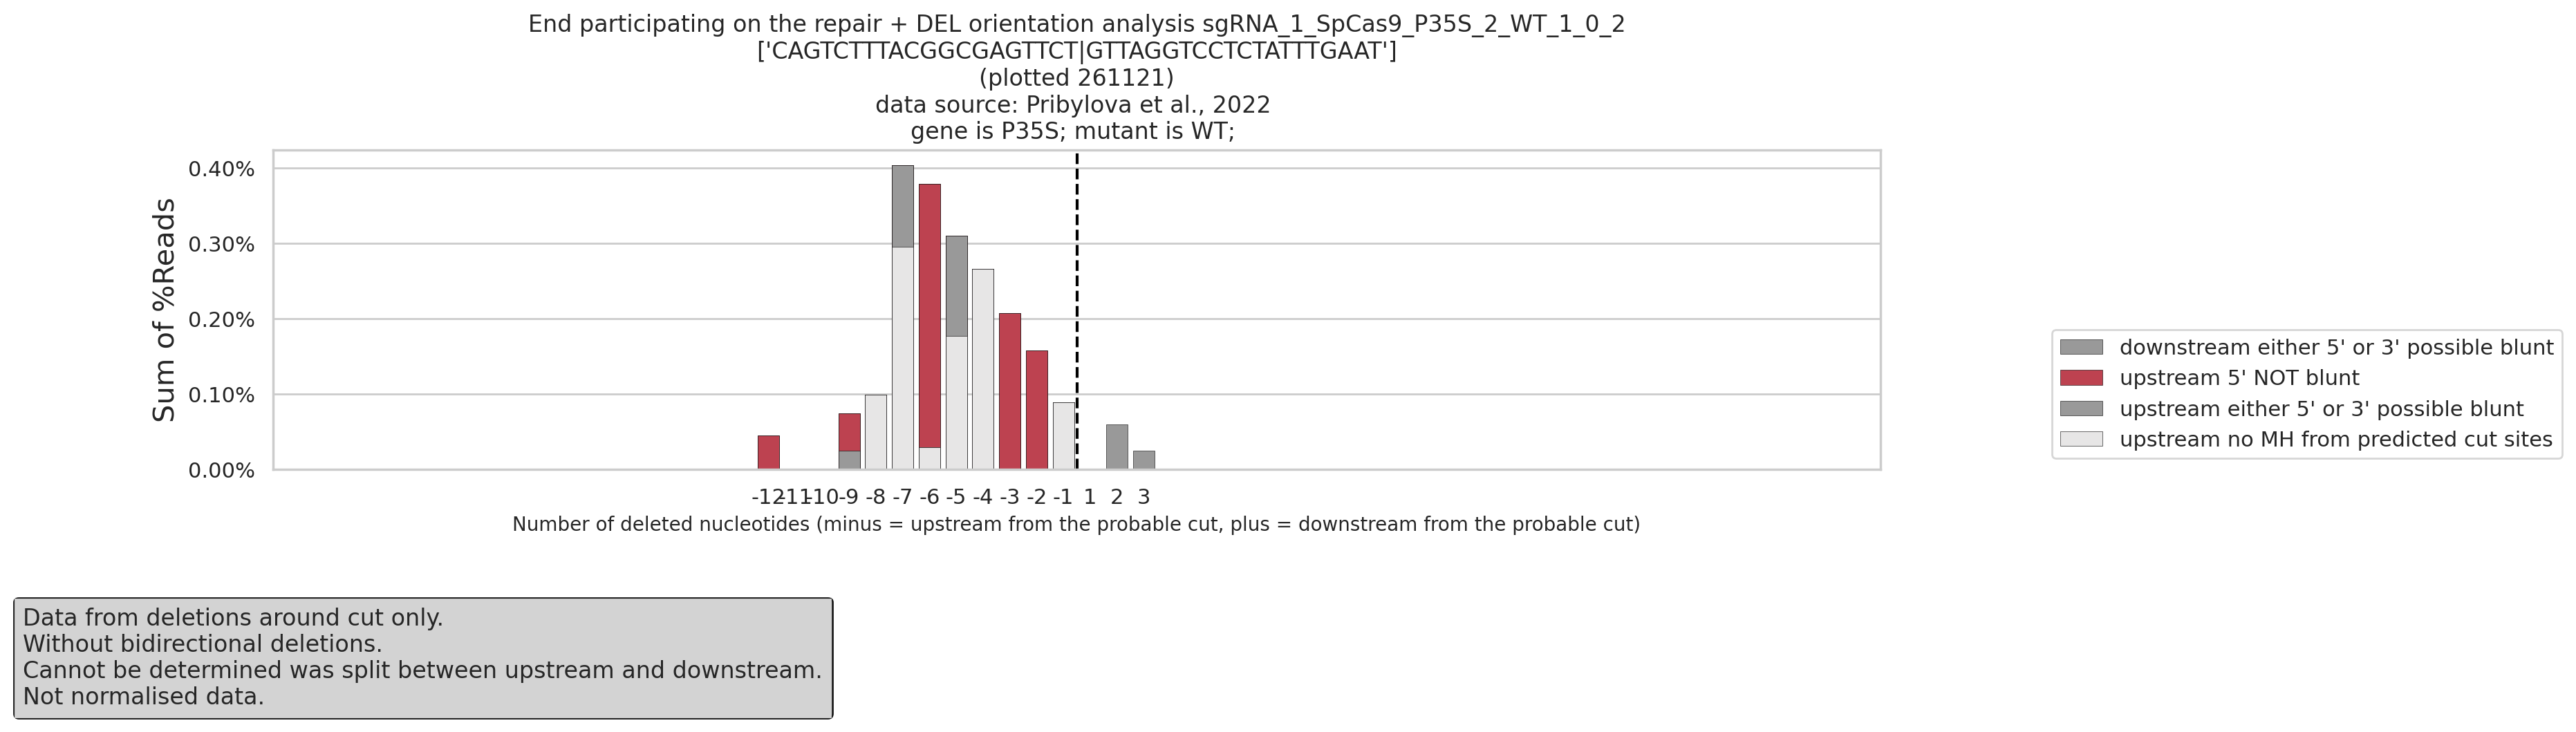 End participating on the repair + DEL orientation analysis sgRNA_1_SpCas9_P35S_2_WT_1_0_2
['CAGTCTTTACGGCGAGTTCT|GTTAGGTCCTCTATTTGAAT']
(plotted 261121)
data source: Pribylova et al., 2022
gene is P35S; mutant is WT;
Sum of %Reads
0.40%
0.30%
0.20%
0.10%
0.00%
-12 -11 -10 -9 -8 -7 -6 -5 -4 -3 -2 -1 1 2 3
Number of deleted nucleotides (minus = upstream from the probable cut, plus = downstream from the probable cut)
downstream either 5' or 3' possible blunt
upstream 5' NOT blunt
upstream either 5' or 3' possible blunt
upstream no MH from predicted cut sites
Data from deletions around cut only.
Without bidirectional deletions.
Cannot be determined was split between upstream and downstream.
Not normalised data.